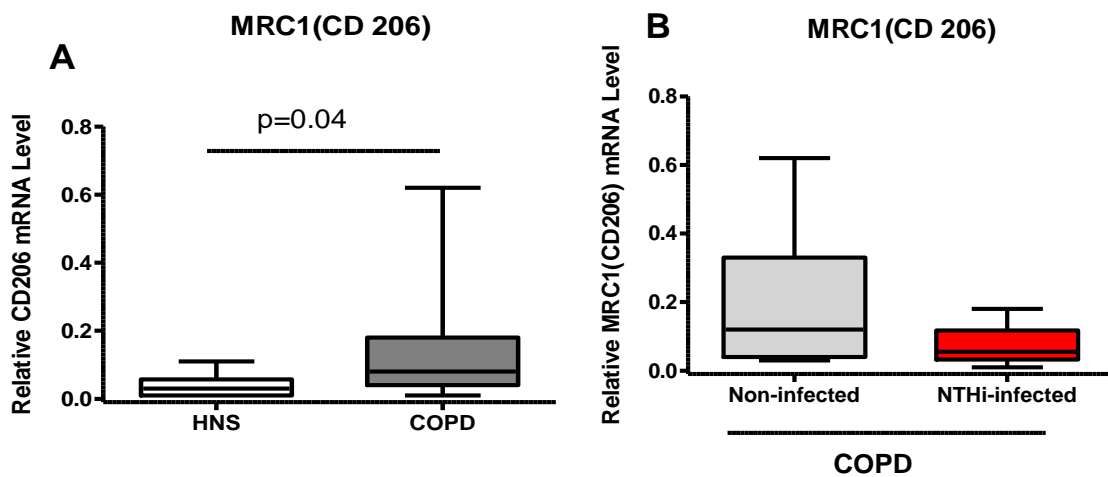 MRC1(CD 206)
A
p=0.04
Relative CD206 mRNA Level
0.8
0.6
0.4
0.2
0.0
HNS COPD
B
MRC1(CD 206)
Relative MRC1(CD206) mRNA Level
0.8
0.6
0.4
0.2
0.0
Non-infected NTHi-infected
COPD